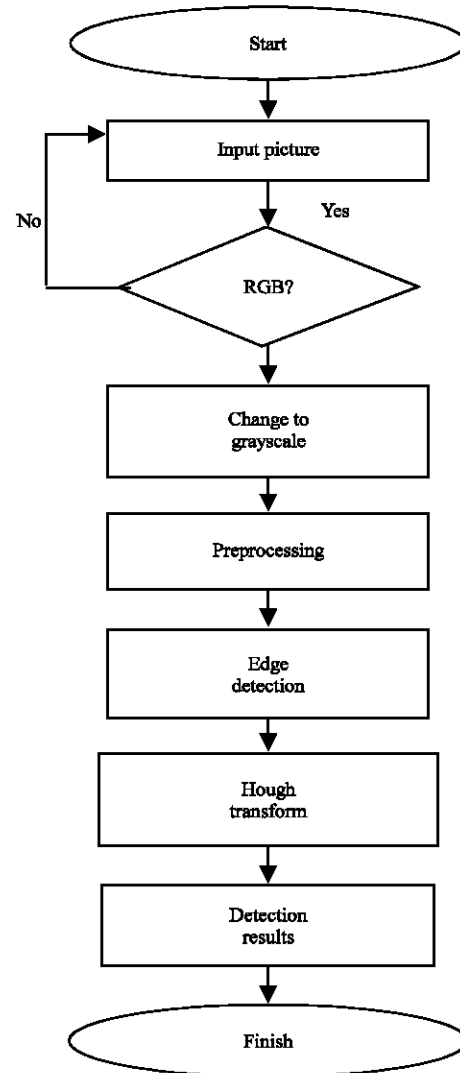 Start
Input picture
Yes
No
RGB?
Change to
grayscale
Preprocessing
Edge
detection
Hough
transform
Detection
results
Finish